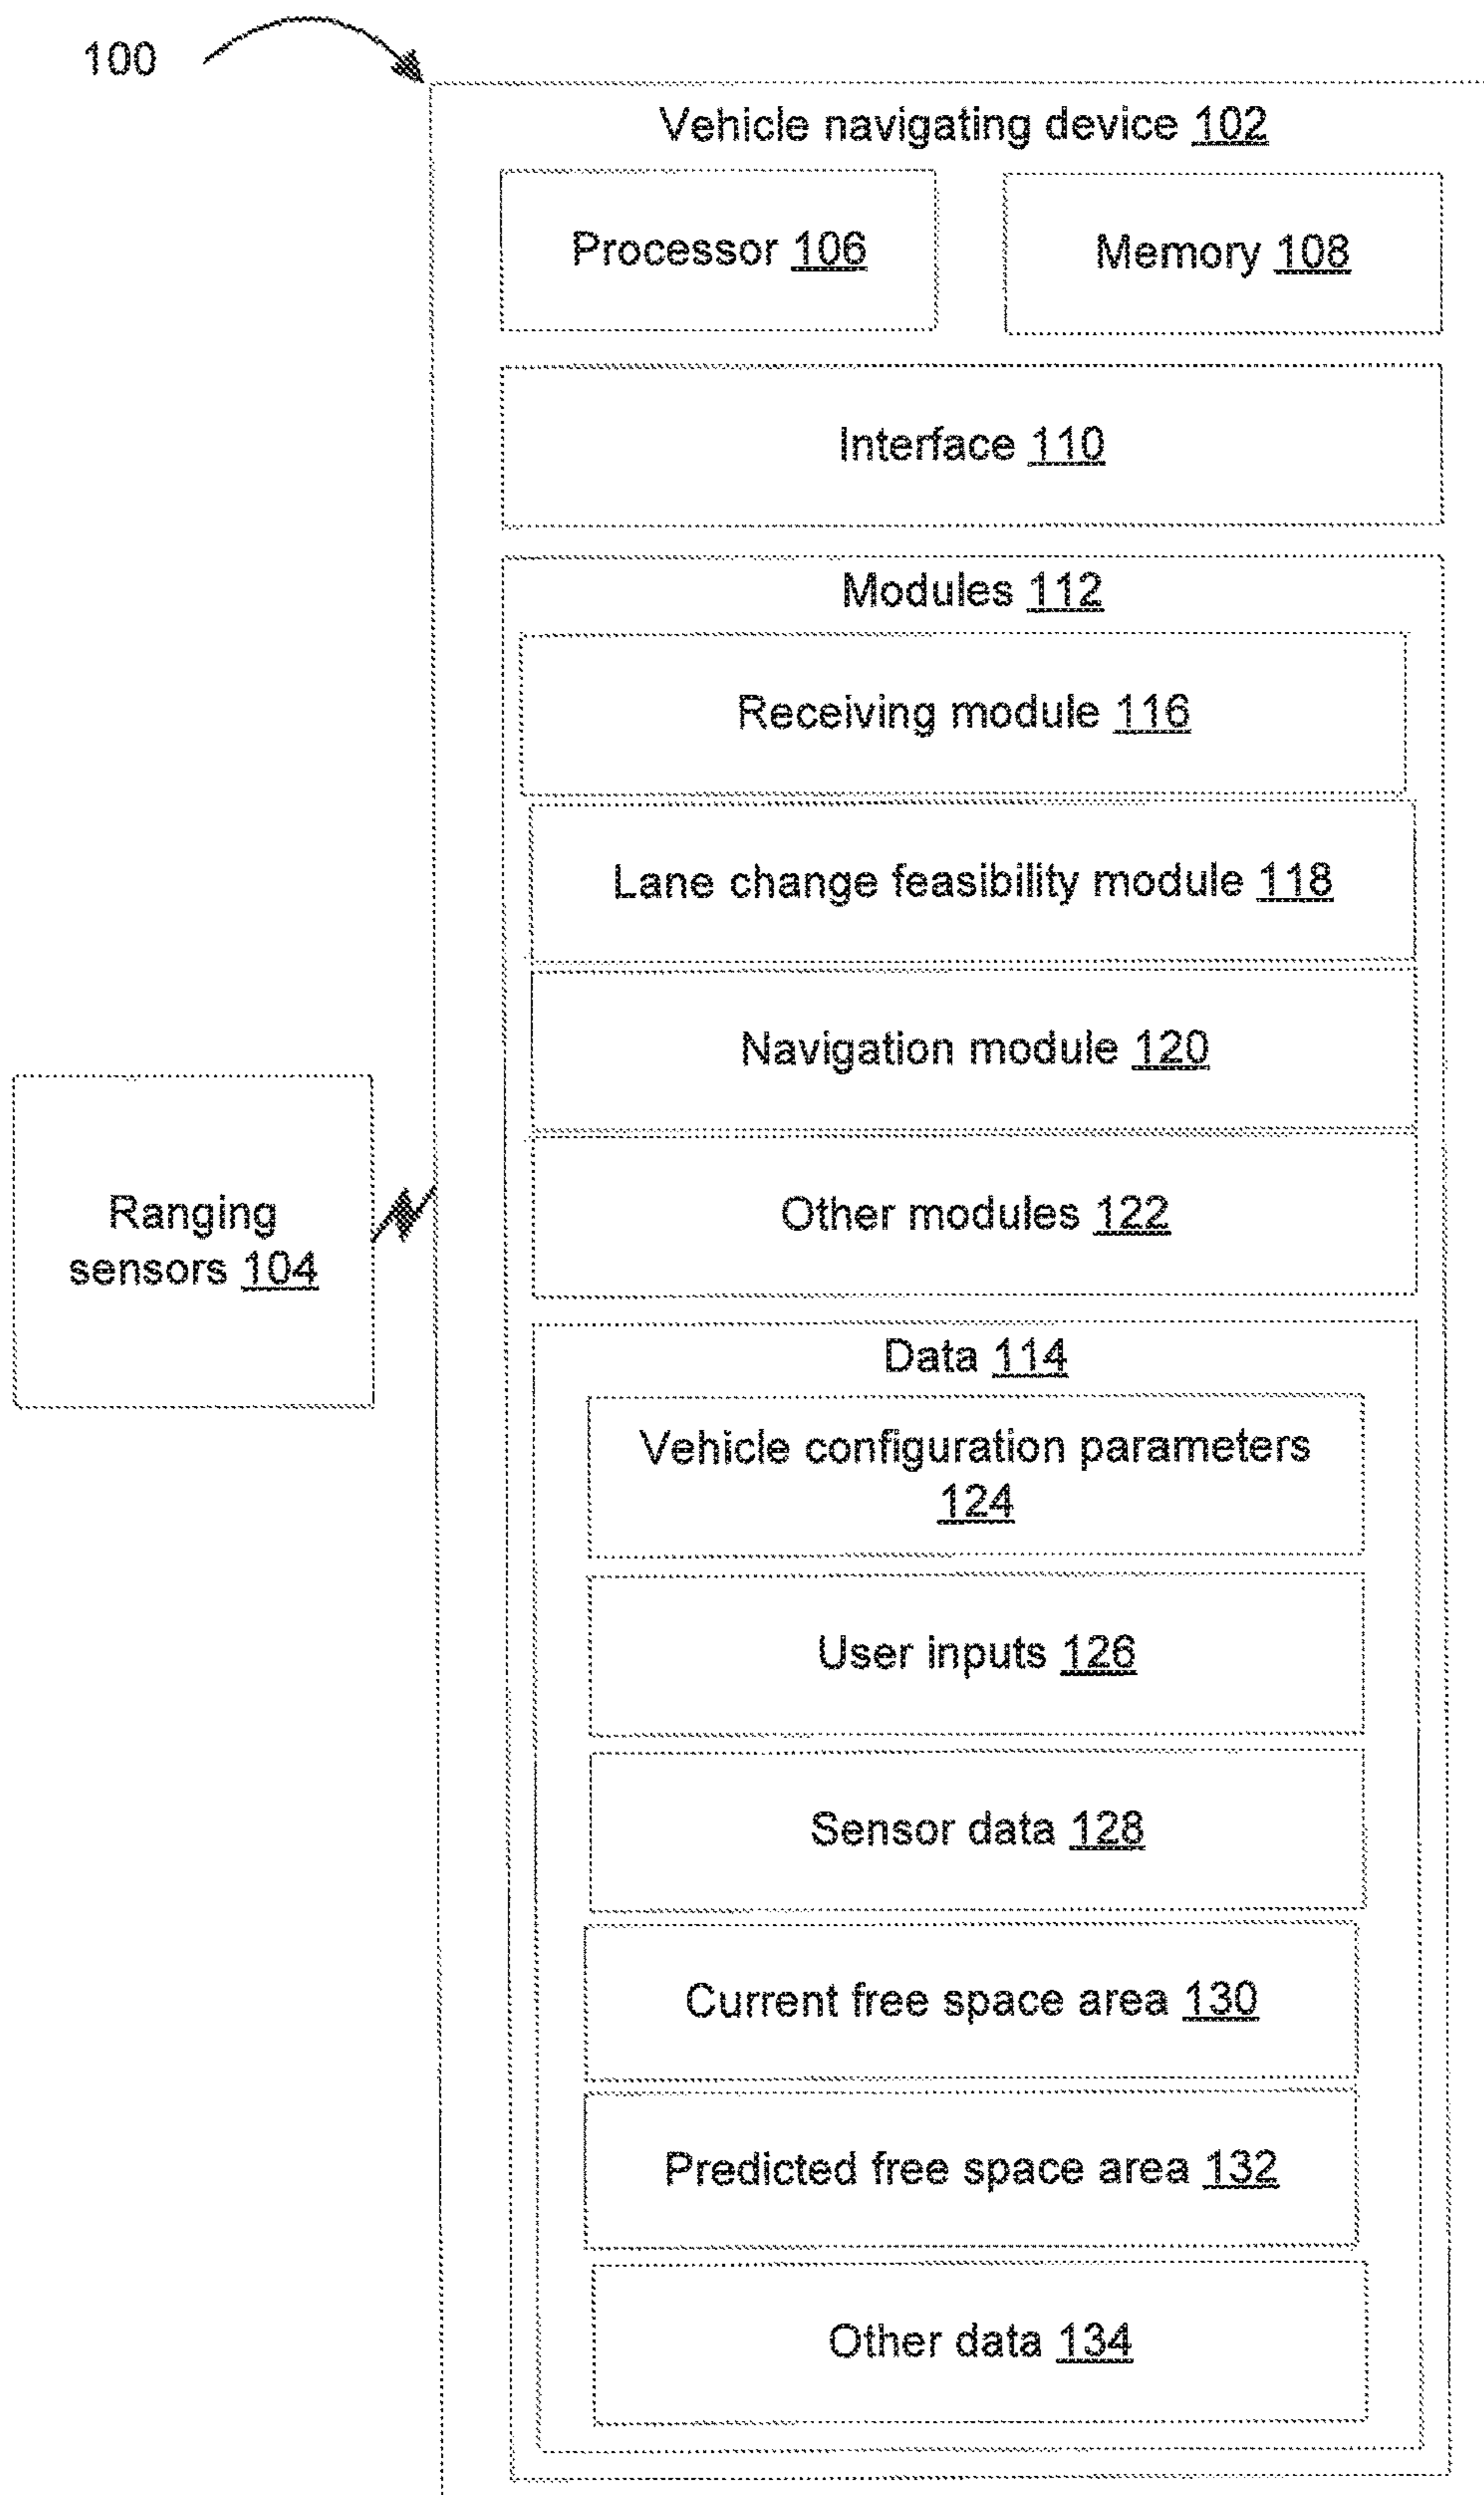 100
Vehicle navigating device 102
Processor 106
Memory 108
Interface 110
Modules 112
Receiving module 116
Lane change feasibility module 118
Navigation module 120
Other modules 122
Ranging
sensors 104
Data 114
Vehicle configuration parameters
124
User inputs 126
Sensor data 128
Current free space area 130
Predicted free space area 132
Other data 134